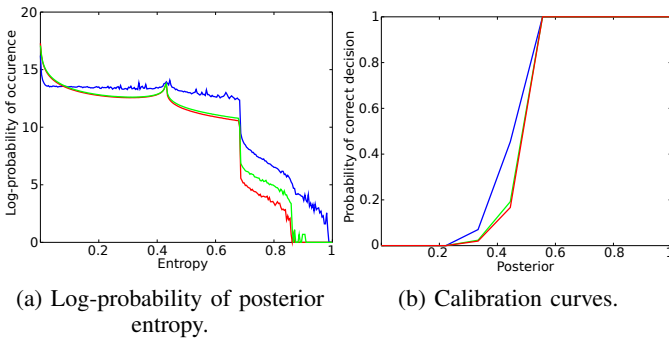 20
15
10
5
0
0.2 0.4 0.6 0.8 1
Log-probability of occurence
Entropy
(a) Log-probability of posterior
entropy.
1
0.8
0.6
0.4
0.2
0
0.2 0.4 0.6 0.8 1
Probability of correct decision
Posterior
(b) Calibration curves.